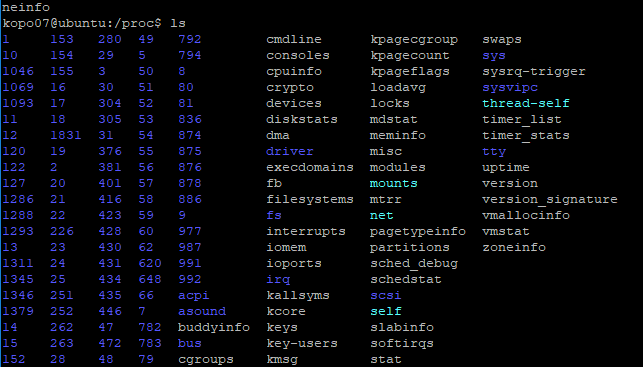 neinfo
kopo07@ubuntu:/proc$ ls
1 153 280 49 792 cmdline kpagecgroup swaps
10 154 29 5 794 consoles kpagecount sys
1046 155 3 50 8 cpuinfo kpageflags sysrq-trigger
1069 16 30 51 80 crypto loadavg sysvipc
1093 17 304 52 81 devices locks thread-self
11 18 305 53 836 diskstats mdstat timer_list
12 1831 31 54 874 dma meminfo timer_stats
120 19 376 55 875 driver misc tty
122 2 381 56 876 execdomains modules uptime
127 20 401 57 878 fb mounts version
1286 21 416 58 886 filesystems mtrr version_signature
1288 22 423 59 9 fs net vmallocinfo
1293 226 428 60 977 interrupts pagetypeinfo vmstat
13 23 430 62 987 iomem partitions zoneinfo
1311 24 431 620 991 ioports sched_debug
1345 25 434 648 992 irq schedstat
1346 251 435 66 acpi kallsyms scsi
1379 252 446 7 asound kcore self
14 262 47 782 buddyinfo keys slabinfo
15 263 472 783 bus key-users softirqs
152 28 48 79 cgroups kmsg stat